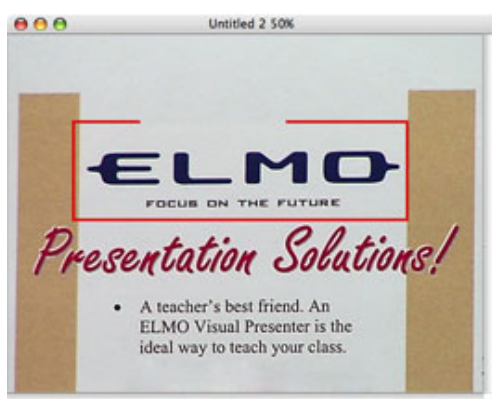 Untitled 2 50%
ELMO
FOCUS ON THE FUTURE
Presentation Solutions!
• A teacher's best friend. An
ELMO Visual Presenter is the
ideal way to teach your class.